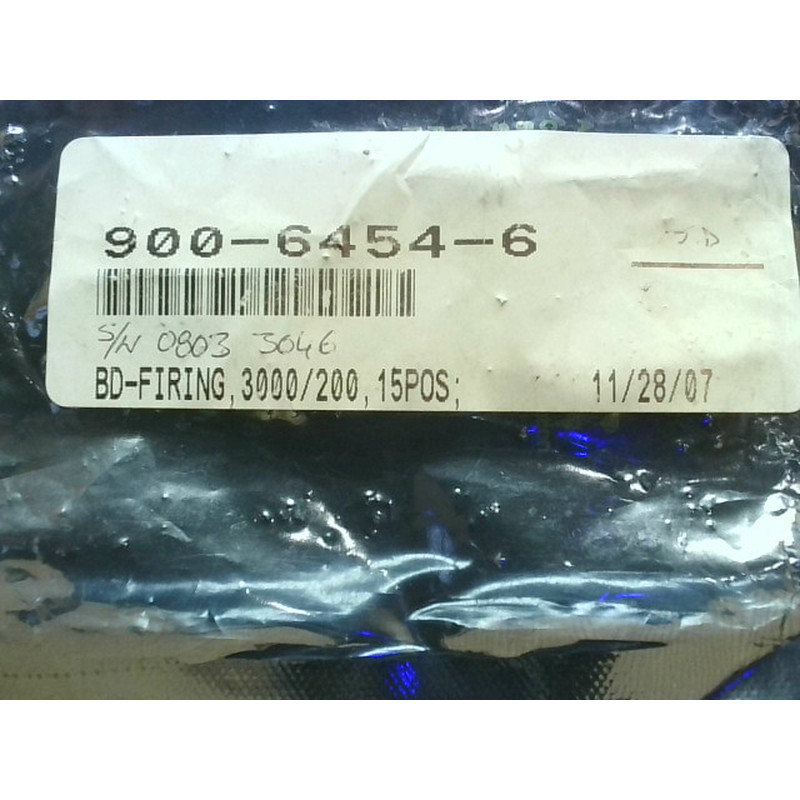 900-6454-6
S/N 0803 3046
BD-FIRING,3000/200,15POS; 11/28/07